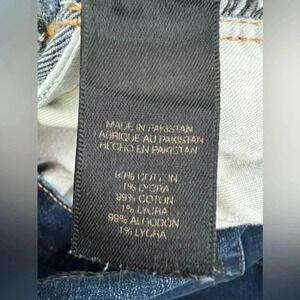 MADE IN PAKISTAN
FABRIQUE AU PAKISTAN
HECHO EN PAKISTAN
99% COTTON
1% LYCRA
99% COTON
1% LYCRA
99% ALGODON
1% LYCRA